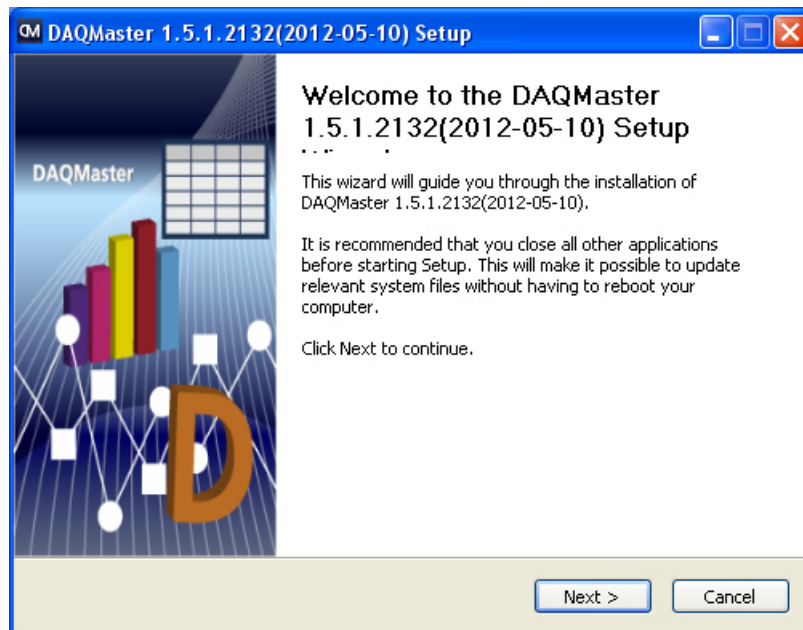 DAQMaster 1.5.1.2132(2012-05-10) Setup
Welcome to the DAQMaster
1.5.1.2132(2012-05-10) Setup
DAQMaster
This wizard will guide you through the installation of
DAQMaster 1.5.1.2132(2012-05-10).
It is recommended that you close all other applications
before starting Setup. This will make it possible to update
relevant system files without having to reboot your
computer.
Click Next to continue.
D
Next >
Cancel